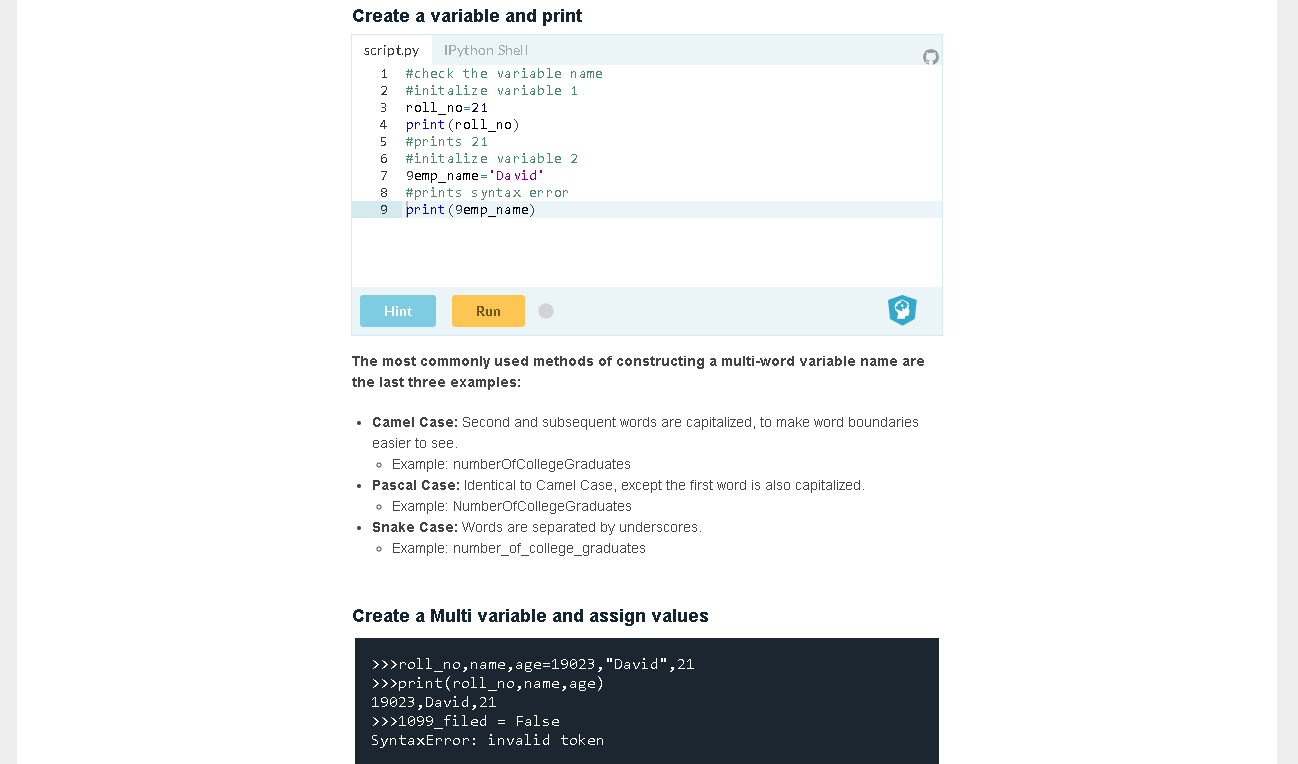 Create a variable and print
script.py IPython Shell
1 #check the variable name
2 #initalize variable 1
3 roll_no=21
4 print(roll_no)
5 #prints 21
6 #initalize variable 2
7 9emp_name='David'
8 #prints syntax error
9 print(9emp_name)
Hint Run
The most commonly used methods of constructing a multi-word variable name are
the last three examples:
• Camel Case: Second and subsequent words are capitalized, to make word boundaries
easier to see.
◦ Example: numberOfCollegeGraduates
• Pascal Case: Identical to Camel Case, except the first word is also capitalized.
◦ Example: NumberOfCollegeGraduates
• Snake Case: Words are separated by underscores.
◦ Example: number_of_college_graduates
Create a Multi variable and assign values
>>>roll_no,name,age=19023,"David",21
>>>print(roll_no,name,age)
19023,David,21
>>>1099_filed = False
SyntaxError: invalid token